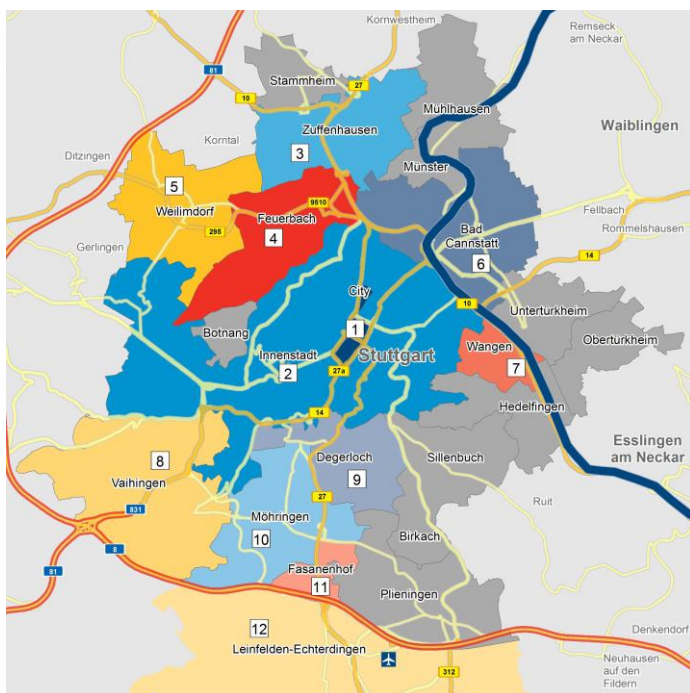 Kornwestheim
Remseck
am Neckar
81
27
Stammheim
10
Mühlhausen
Zuffenhausen
Waiblingen
Korntal
3
Ditzingen
Münster
5
Weilimdorf
9510
Feuerbach
Fellbach
295
4
Bad
Cannstatt
Rommelshausen
Gerlingen
6
14
City
10
Untertürkheim
Botnang
1
Obertürkheim
Wangen
Innenstadt
Stuttgart
2
27a
7
Hedelfingen
14
Esslingen
am Neckar
8
Degerloch
Sillenbuch
Vaihingen
9
27
Ruit
831
Möhringen
10
Birkach
8
Fasanenhof
81
11
Plieningen
12
Denkendorf
Leinfelden-Echterdingen
312
Neuhausen
auf den
Fildern